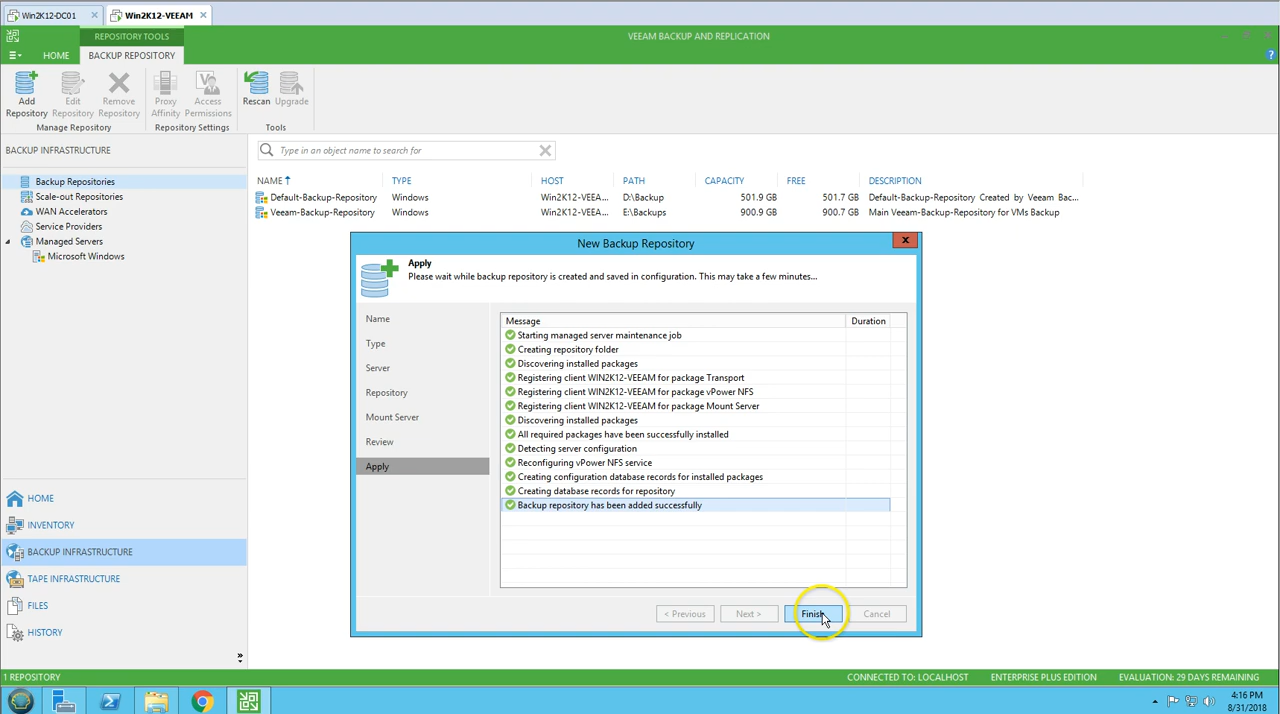 Win2K12-DC01
Win2K12-VEEAM
REPOSITORY TOOLS
VEEAM BACKUP AND REPLICATION
HOME
BACKUP REPOSITORY
Add Repository
Edit Repository
Remove Repository
Proxy Affinity
Access Permissions
Rescan
Upgrade
Manage Repository
Repository Settings
Tools
BACKUP INFRASTRUCTURE
Type in an object name to search for
Backup Repositories
Scale-out Repositories
WAN Accelerators
Service Providers
Managed Servers
Microsoft Windows
NAME TYPE HOST PATH CAPACITY FREE DESCRIPTION
Default-Backup-Repository Windows Win2K12-VEEA... D:\Backup 501.9 GB 501.7 GB Default-Backup-Repository Created by Veeam Bac...
Veeam-Backup-Repository Windows Win2K12-VEEA... E:\Backups 900.9 GB 900.7 GB Main Veeam-Backup-Repository for VMs Backup
New Backup Repository
Apply
Please wait while backup repository is created and saved in configuration. This may take a few minutes...
Name
Type
Server
Repository
Mount Server
Review
Apply
Message Duration
Starting managed server maintenance job
Creating repository folder
Discovering installed packages
Registering client WIN2K12-VEEAM for package Transport
Registering client WIN2K12-VEEAM for package vPower NFS
Registering client WIN2K12-VEEAM for package Mount Server
Discovering installed packages
All required packages have been successfully installed
Detecting server configuration
Reconfiguring vPower NFS service
Creating configuration database records for installed packages
Creating database records for repository
Backup repository has been added successfully
< Previous
Next >
Finish
Cancel
HOME
INVENTORY
BACKUP INFRASTRUCTURE
TAPE INFRASTRUCTURE
FILES
HISTORY
1 REPOSITORY
CONNECTED TO: LOCALHOST
ENTERPRISE PLUS EDITION
EVALUATION: 29 DAYS REMAINING
4:16 PM
8/31/2018